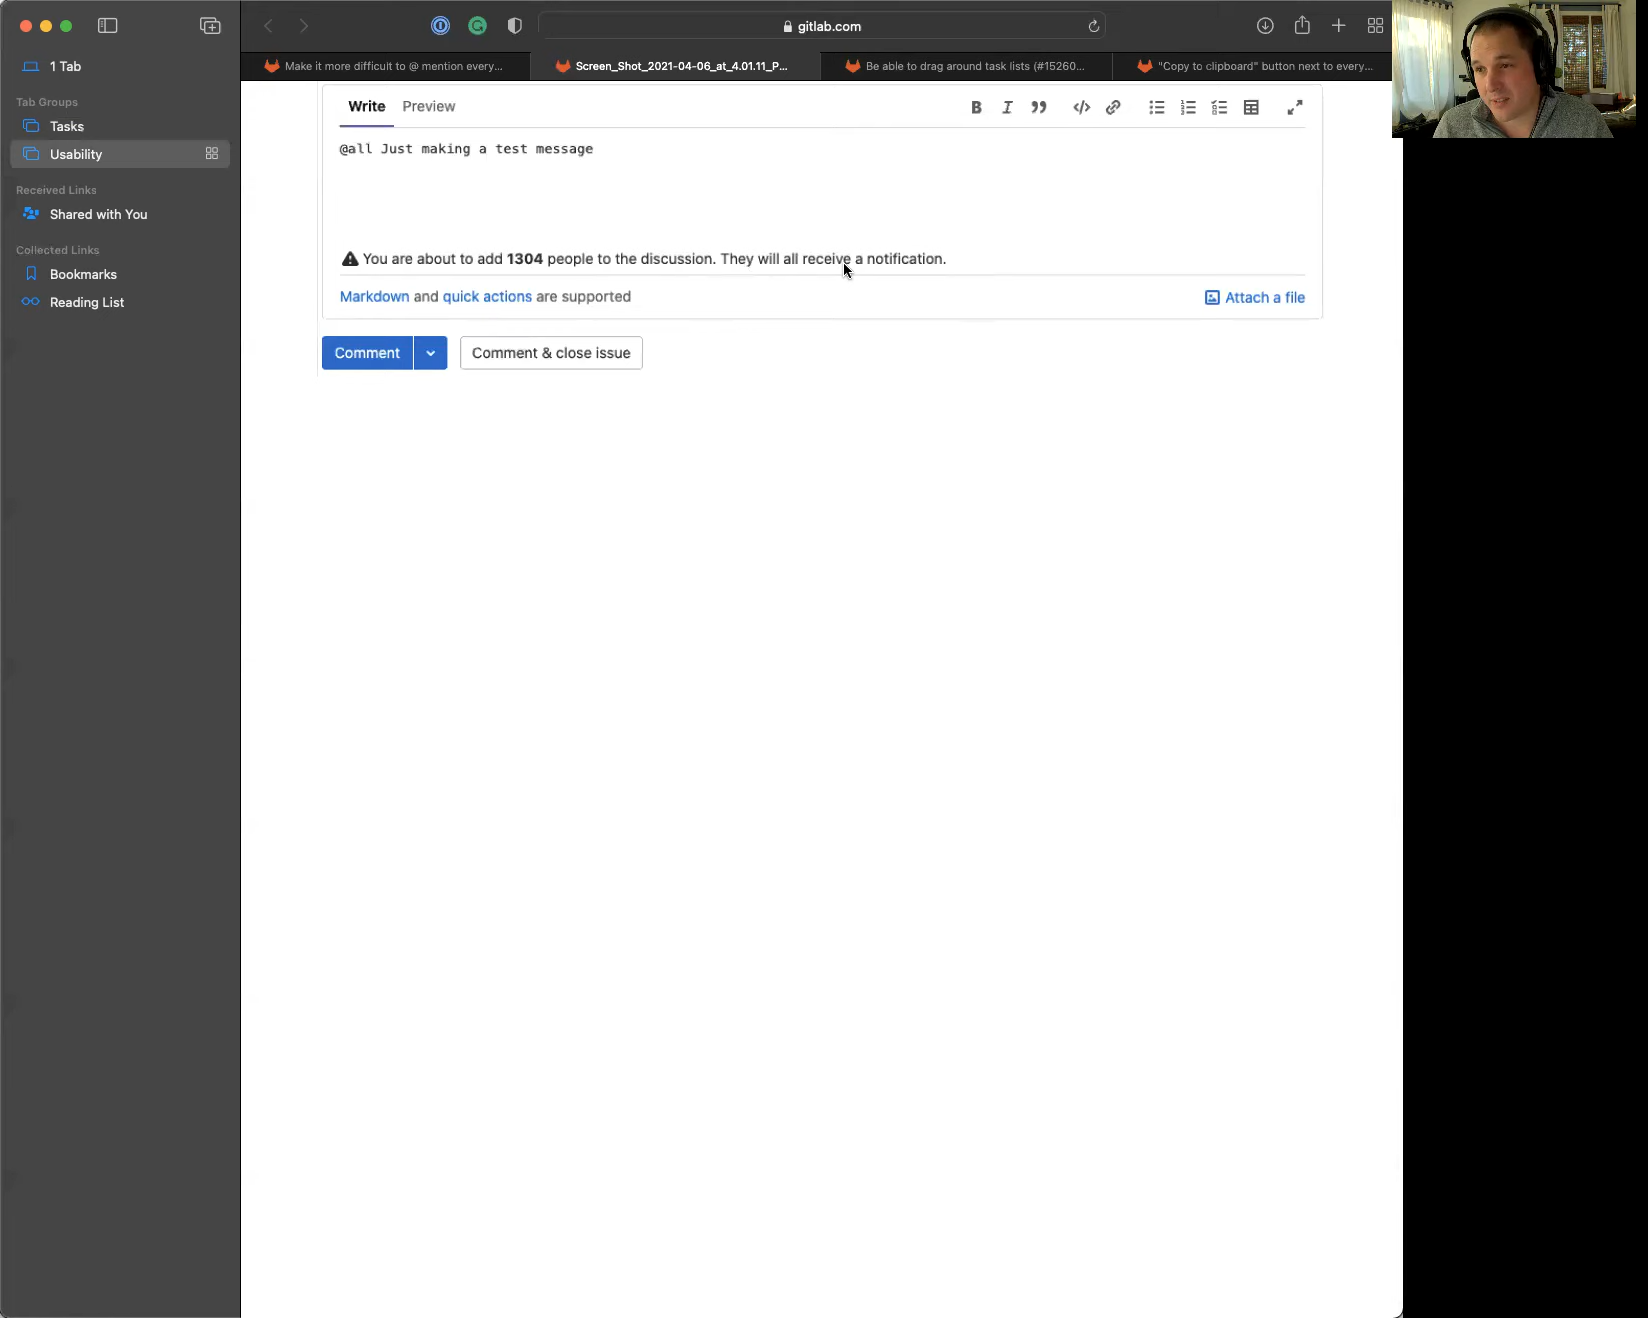 1 Tab
Tab Groups
Tasks
Usability
Received Links
Shared with You
Collected Links
Bookmarks
Reading List
gitlab.com
Make it more difficult to @ mention every...
Screen_Shot_2021-04-06_at_4.01.11_P...
Be able to drag around task lists (#15260...
"Copy to clipboard" button next to every...
Write Preview
@all Just making a test message
You are about to add 1304 people to the discussion. They will all receive a notification.
Markdown and quick actions are supported
Attach a file
Comment
Comment & close issue